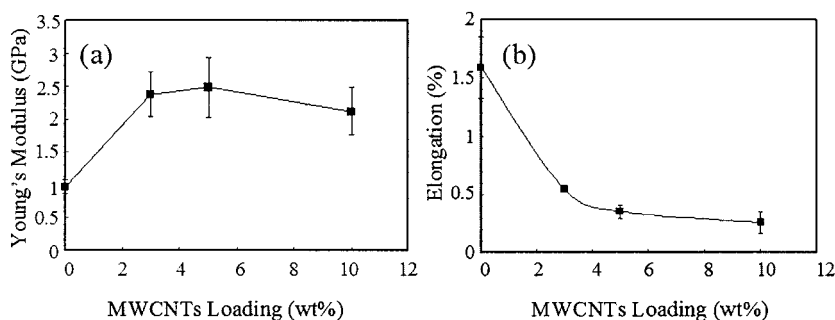 (a)
Young's Modulus (GPa)
3.5
3
2.5
2
1.5
1
0.5
0
0 2 4 6 8 10 12
MWCNTs Loading (wt%)
(b)
Elongation (%)
2
1.5
1
0.5
0
0 2 4 6 8 10 12
MWCNTs Loading (wt%)